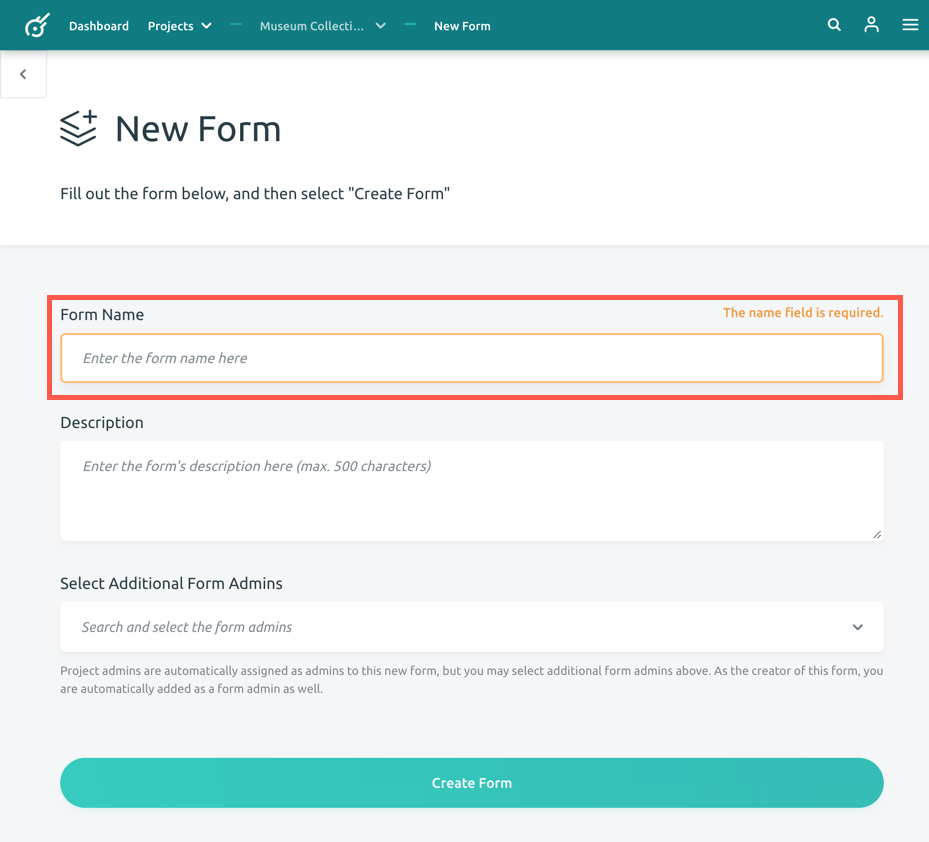 Dashboard Projects Museum Collecti... New Form
New Form
Fill out the form below, and then select "Create Form"
Form Name The name field is required.
Enter the form name here
Description
Enter the form's description here (max. 500 characters)
Select Additional Form Admins
Search and select the form admins
Project admins are automatically assigned as admins to this new form, but you may select additional form admins above. As the creator of this form, you
are automatically added as a form admin as well.
Create Form